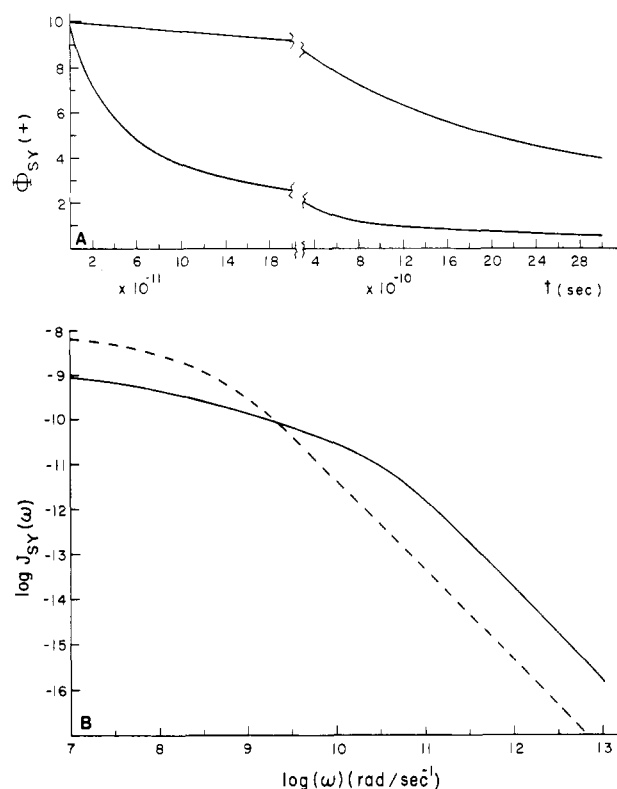 10
8
6
4
2
Φ_SY (+)
A
2 6 10 14 18 20 4 8 12 16 20 24 28
x 10^-11 x 10^-10 t (sec)
-8
-9
-10
-11
-12
-13
-14
-15
-16
log J_SY (ω)
B
7 8 9 10 11 12 13
log(ω) (rad/sec^-1)